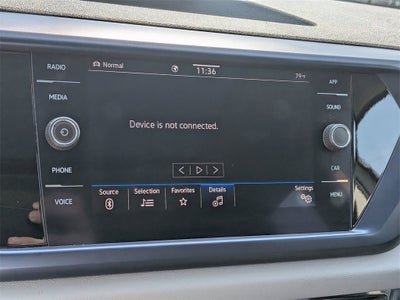 RADIO
MEDIA
PHONE
VOICE
Normal
11:36
79°F
Device is not connected.
Source
Selection
Favorites
Details
Settings
APP
SOUND
CAR
MENU